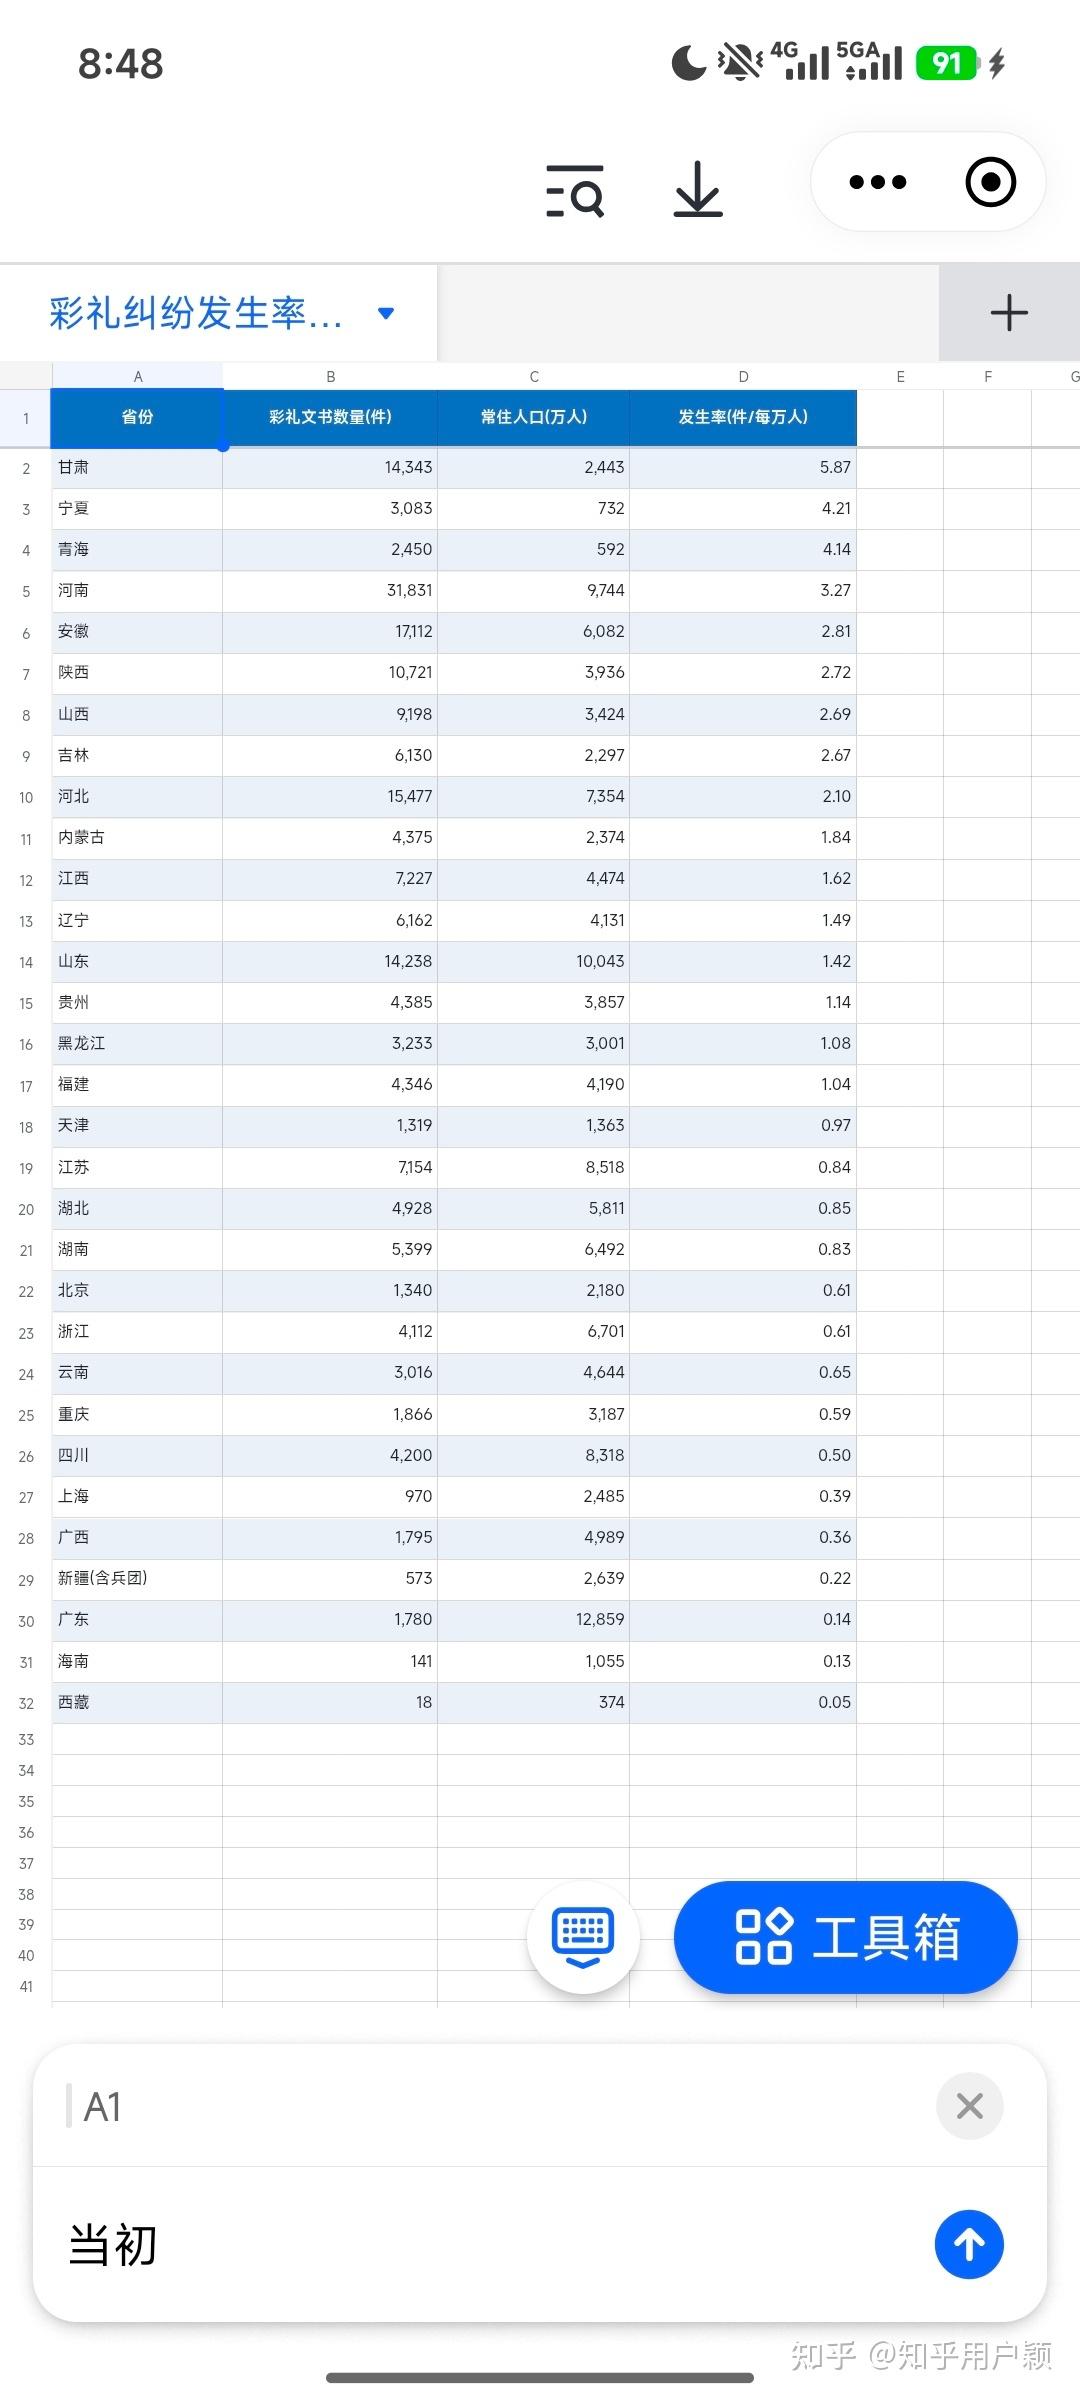 8:48
4G 5GA 91
彩礼纠纷发生率...
A B C D E F G
1 省份 彩礼文书数量(件) 常住人口(万人) 发生率(件/每万人)
2 甘肃 14,343 2,443 5.87
3 宁夏 3,083 732 4.21
4 青海 2,450 592 4.14
5 河南 31,831 9,744 3.27
6 安徽 17,112 6,082 2.81
7 陕西 10,721 3,936 2.72
8 山西 9,198 3,424 2.69
9 吉林 6,130 2,297 2.67
10 河北 15,477 7,354 2.10
11 内蒙古 4,375 2,374 1.84
12 江西 7,227 4,474 1.62
13 辽宁 6,162 4,131 1.49
14 山东 14,238 10,043 1.42
15 贵州 4,385 3,857 1.14
16 黑龙江 3,233 3,001 1.08
17 福建 4,346 4,190 1.04
18 天津 1,319 1,363 0.97
19 江苏 7,154 8,518 0.84
20 湖北 4,928 5,811 0.85
21 湖南 5,399 6,492 0.83
22 北京 1,340 2,180 0.61
23 浙江 4,112 6,701 0.61
24 云南 3,016 4,644 0.65
25 重庆 1,866 3,187 0.59
26 四川 4,200 8,318 0.50
27 上海 970 2,485 0.39
28 广西 1,795 4,989 0.36
29 新疆(含兵团) 573 2,639 0.22
30 广东 1,780 12,859 0.14
31 海南 141 1,055 0.13
32 西藏 18 374 0.05
33
34
35
36
37
38
39
40
41
工具箱
A1
当初
知乎 @知乎用户颖